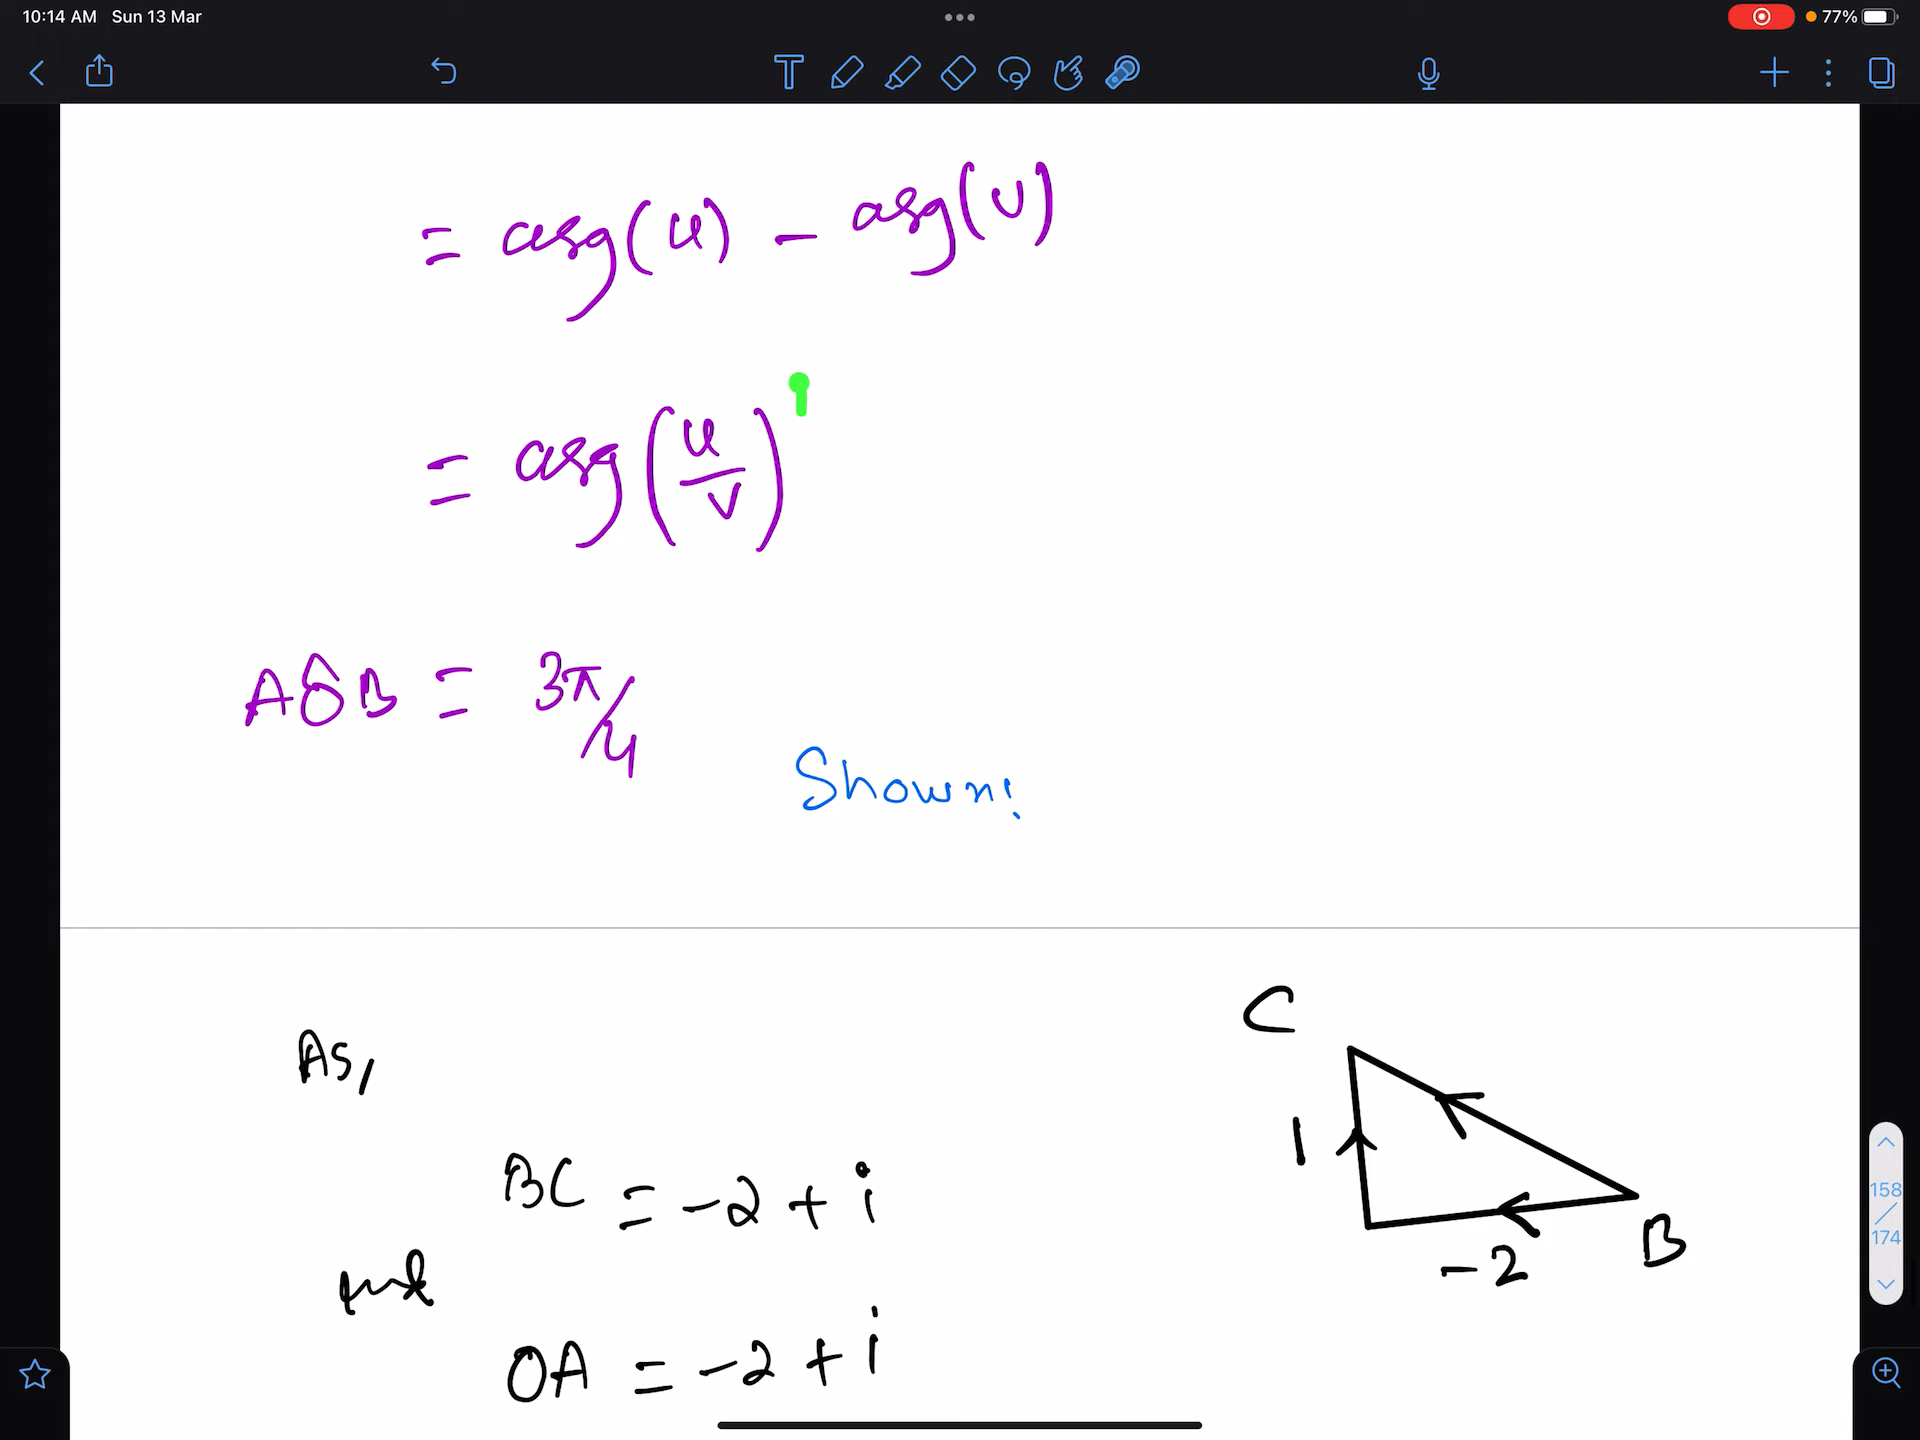 10:14 AM Sun 13 Mar
77%
= arg(u) - arg(v)
= arg(u/v)
AÔB = 3π/4
Shown!
As,
C
1
BC = -2 + i
B
-2
and
OA = -2 + i
158
/
174